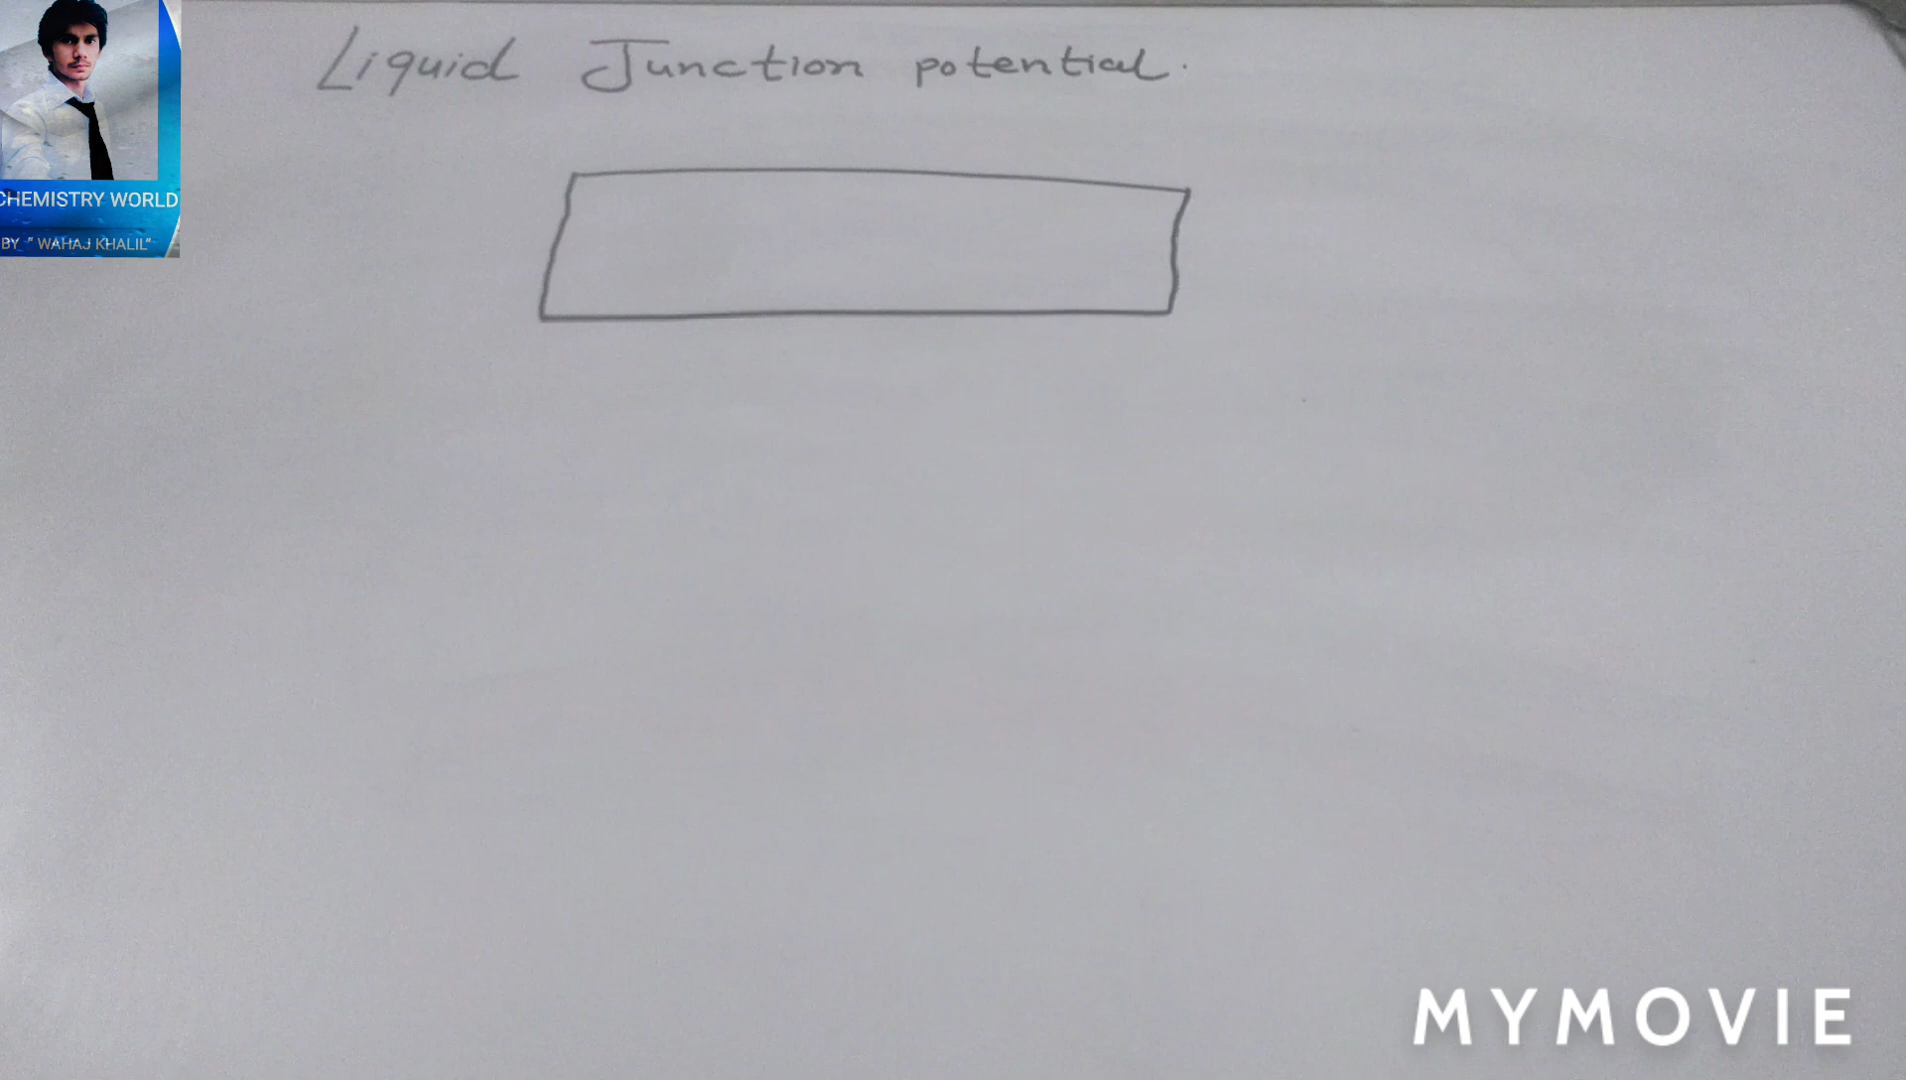 Liquid Junction potential.
CHEMISTRY WORLD
BY " WAHAJ KHALIL"
MYMOVIE